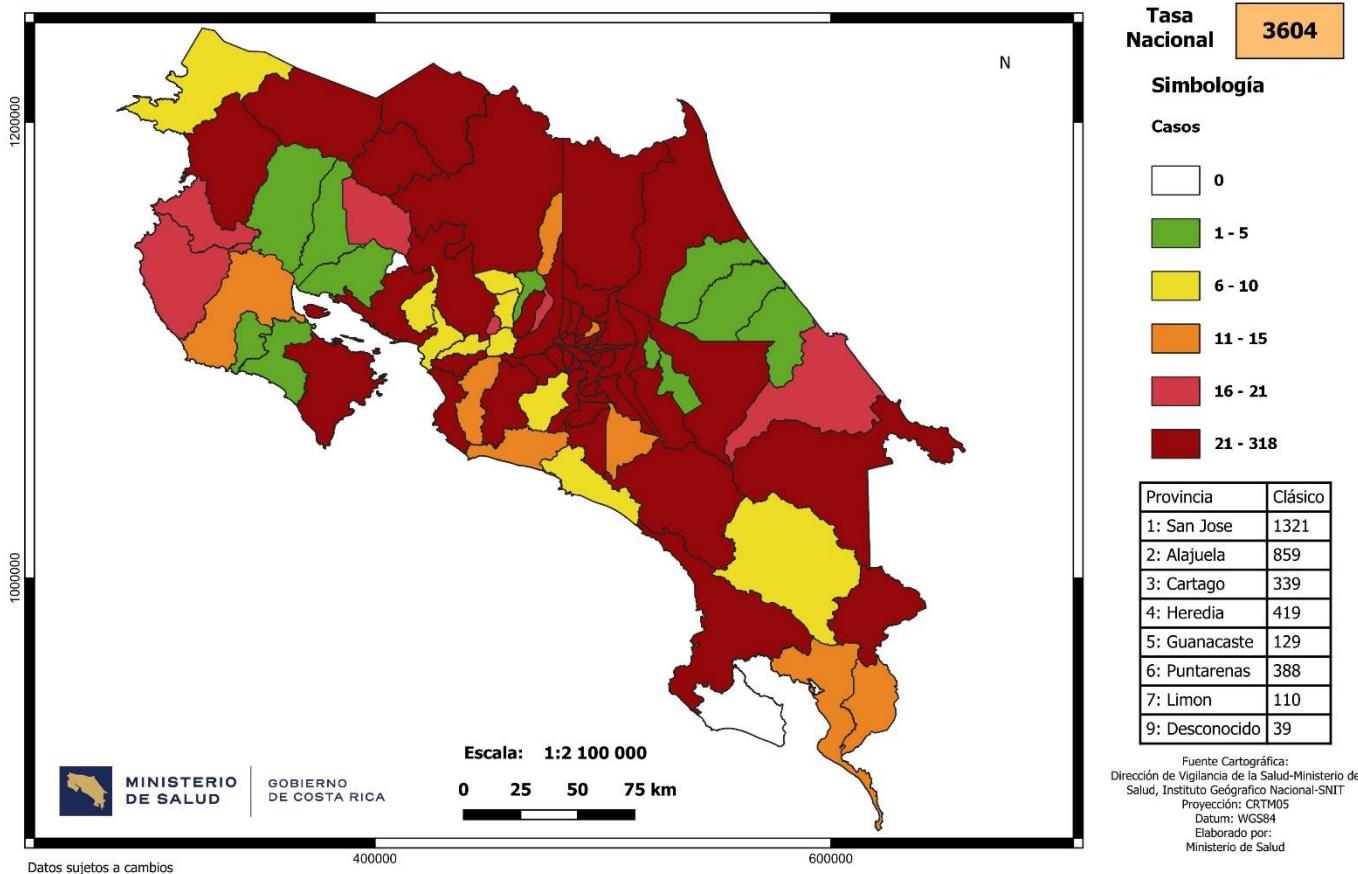 Tasa
Nacional
3604
N
Simbología
Casos
0
1 - 5
6 - 10
11 - 15
16 - 21
21 - 318
Provincia Clásico
1: San Jose 1321
2: Alajuela 859
3: Cartago 339
4: Heredia 419
5: Guanacaste 129
6: Puntarenas 388
7: Limon 110
9: Desconocido 39
Fuente Cartográfica:
Dirección de Vigilancia de la Salud-Ministerio de
Salud, Instituto Geógrafico Nacional-SNIT
Proyección: CRTM05
Datum: WGS84
Elaborado por:
Ministerio de Salud
1200000
1000000
Escala: 1:2 100 000
0 25 50 75 km
MINISTERIO
DE SALUD
GOBIERNO
DE COSTA RICA
400000
600000
Datos sujetos a cambios